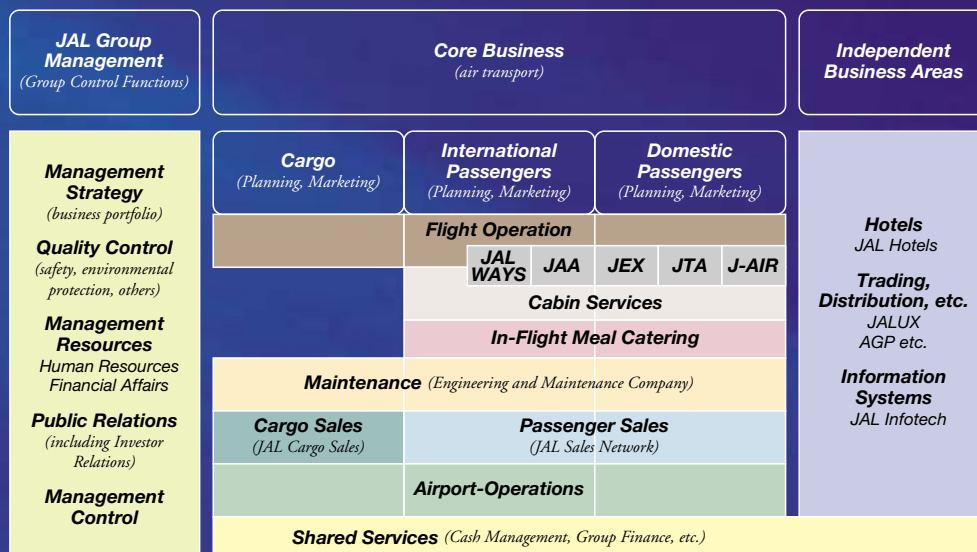 JAL Group
Management
(Group Control Functions)
Core Business
(air transport)
Independent
Business Areas
Management
Strategy
(business portfolio)
Quality Control
(safety, environmental
protection, others)
Management
Resources
Human Resources
Financial Affairs
Public Relations
(including Investor
Relations)
Management
Control
Cargo
(Planning, Marketing)
International
Passengers
(Planning, Marketing)
Domestic
Passengers
(Planning, Marketing)
Flight Operation
JAL
WAYS
JAA
JEX
JTA
J-AIR
Cabin Services
In-Flight Meal Catering
Maintenance (Engineering and Maintenance Company)
Cargo Sales
(JAL Cargo Sales)
Passenger Sales
(JAL Sales Network)
Airport-Operations
Shared Services (Cash Management, Group Finance, etc.)
Hotels
JAL Hotels
Trading,
Distribution, etc.
JALUX
AGP etc.
Information
Systems
JAL Infotech